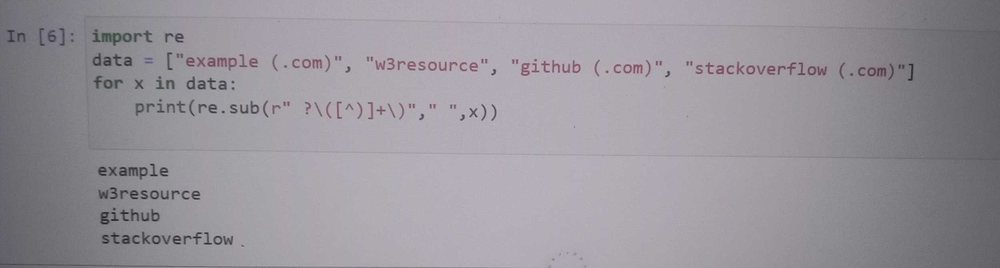 In [6]: import re
data = ["example (.com)", "w3resource", "github (.com)", "stackoverflow (.com)"]
for x in data:
    print(re.sub(r" ?\([^)]+\)"," ",x))
example
w3resource
github
stackoverflow